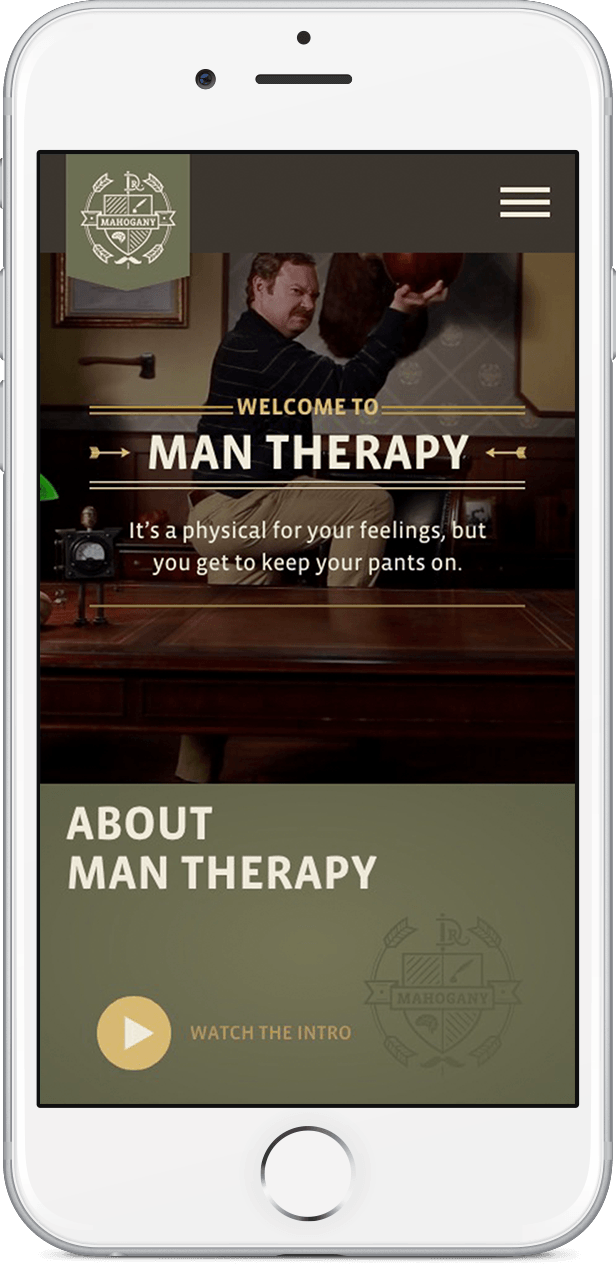 DR
MAHOGANY
WELCOME TO
MAN THERAPY
It's a physical for your feelings, but
you get to keep your pants on.
ABOUT
MAN THERAPY
DR
MAHOGANY
WATCH THE INTRO